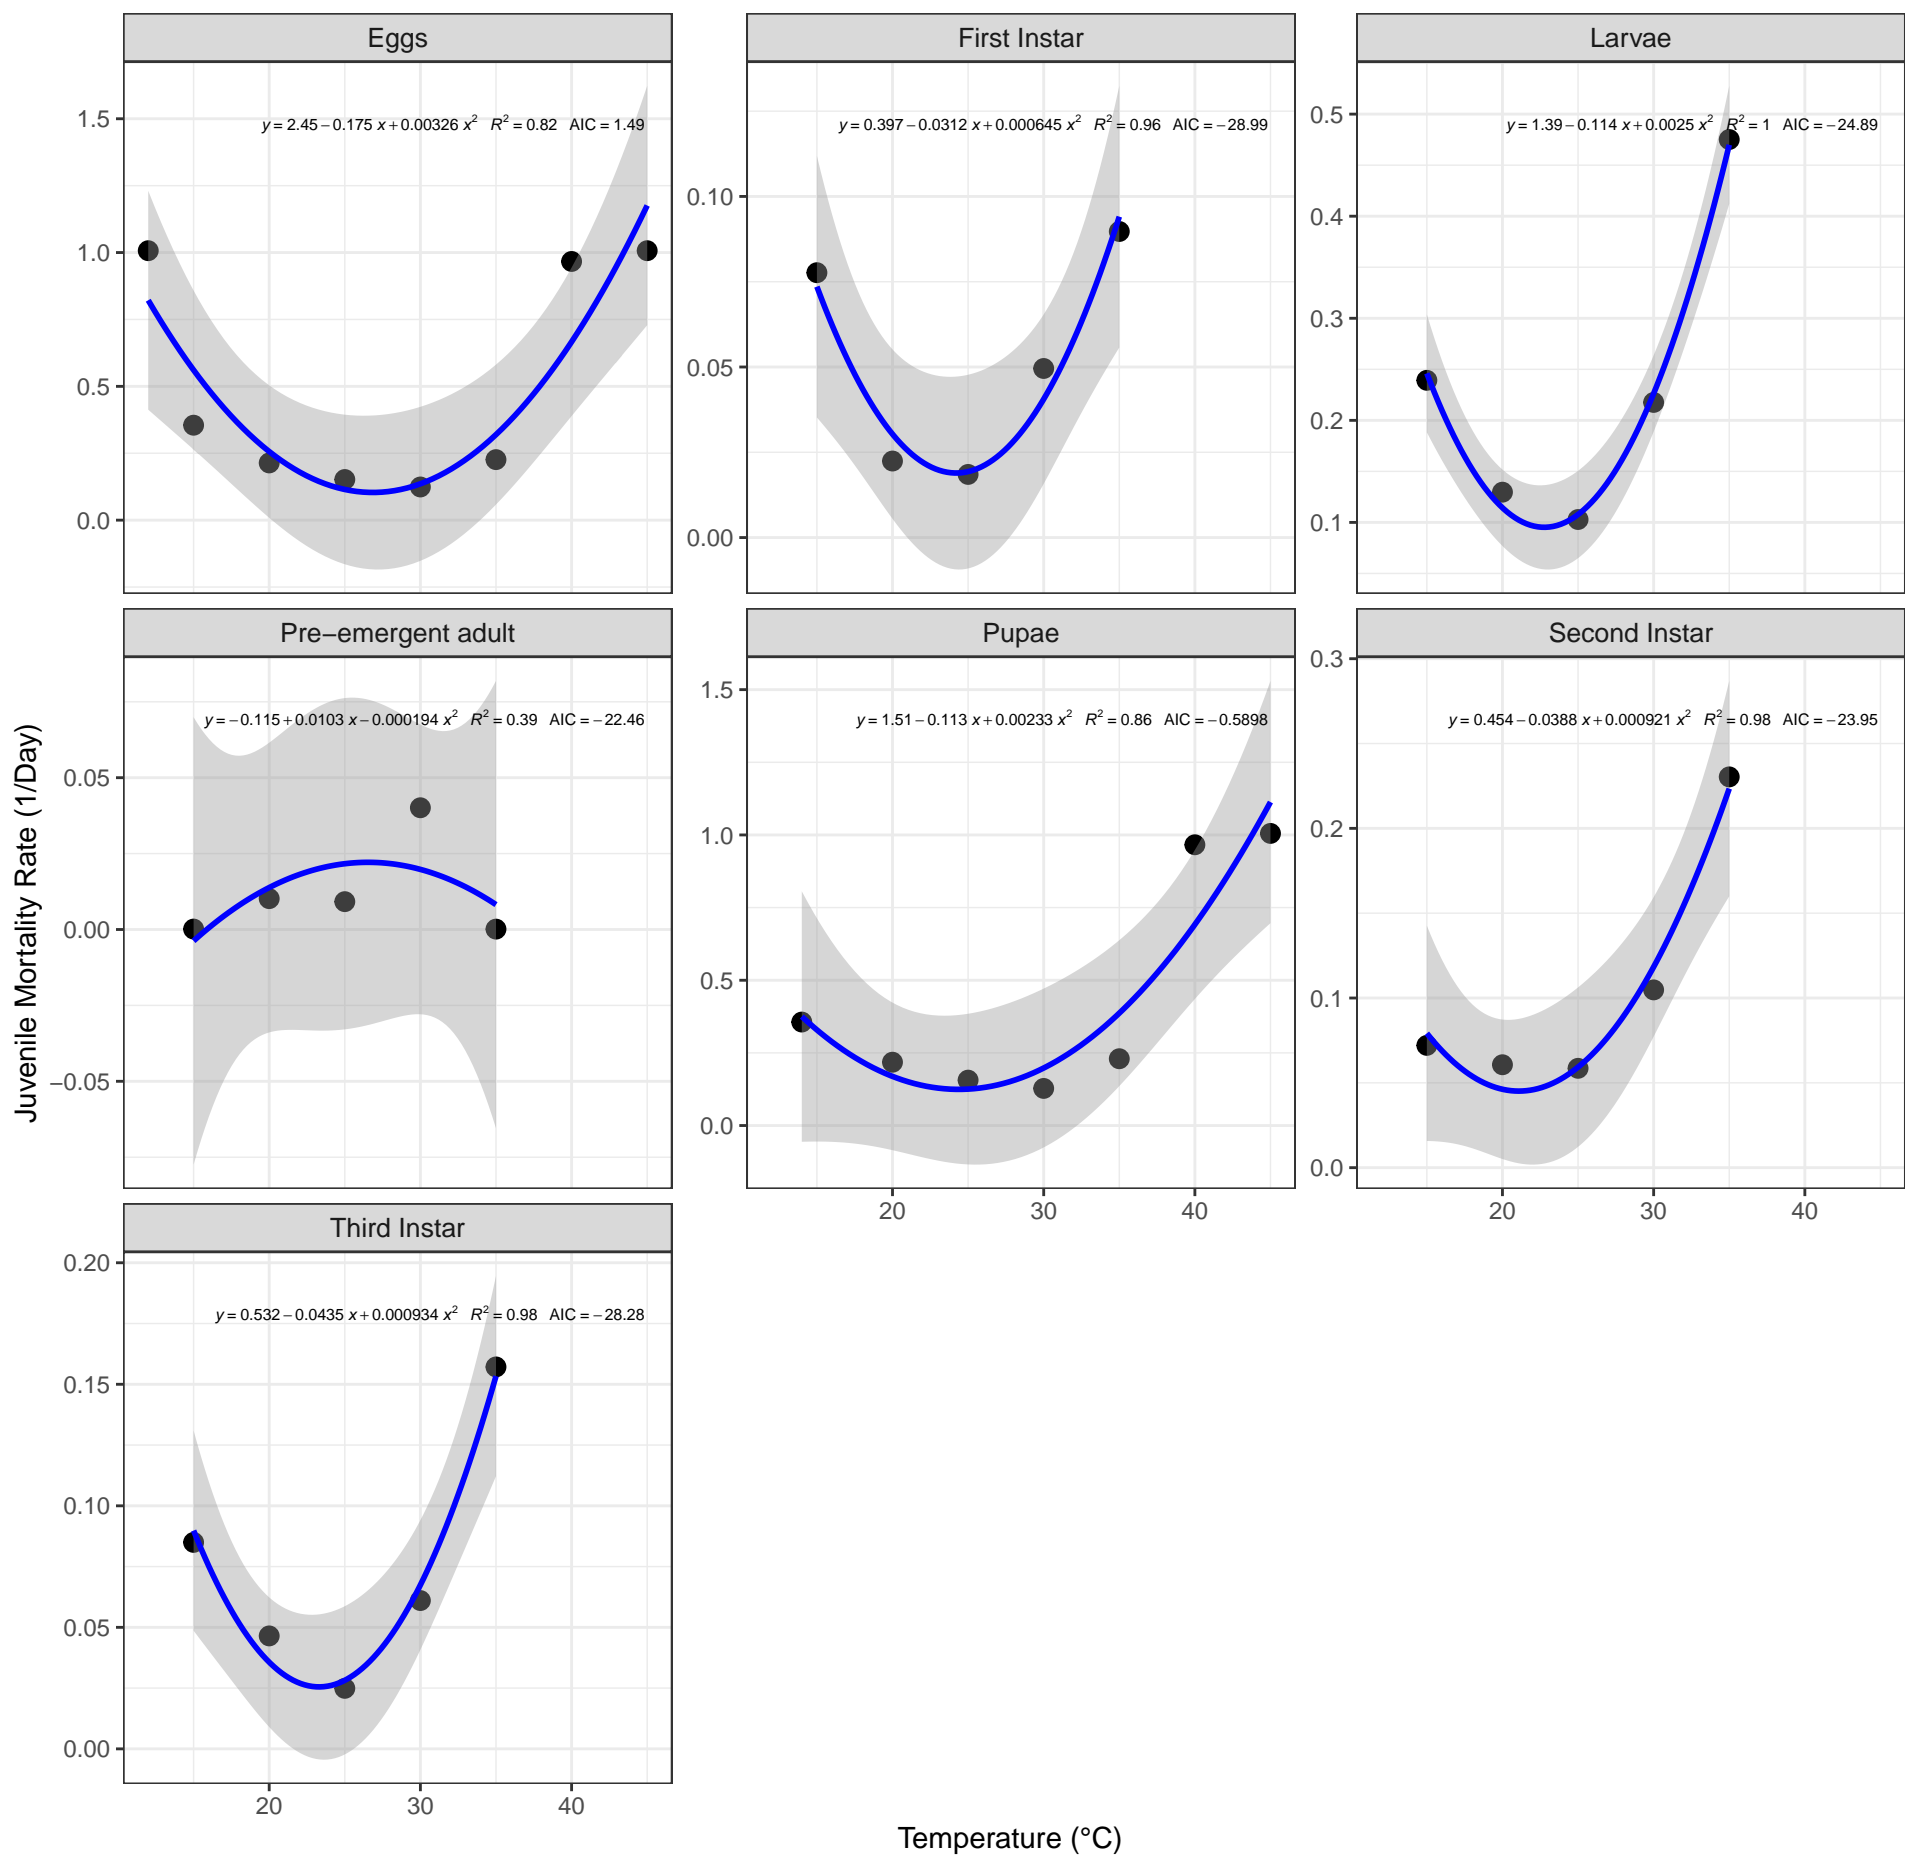 Eggs
First Instar
Larvae
1.5
1.0
0.5
0.0
y = 2.45 − 0.175 x + 0.00326 x²  R² = 0.82  AIC = 1.49
0.10
0.05
0.00
y = 0.397 − 0.0312 x + 0.000645 x²  R² = 0.96  AIC = −28.99
0.5
0.4
0.3
0.2
0.1
y = 1.39 − 0.114 x + 0.0025 x²  R² = 1  AIC = −24.89
Pre−emergent adult
Pupae
Second Instar
0.05
0.00
−0.05
y = −0.115 + 0.0103 x − 0.000194 x²  R² = 0.39  AIC = −22.46
1.5
1.0
0.5
0.0
y = 1.51 − 0.113 x + 0.00233 x²  R² = 0.86  AIC = −0.5898
20 30 40
0.3
0.2
0.1
0.0
y = 0.454 − 0.0388 x + 0.000921 x²  R² = 0.98  AIC = −23.95
20 30 40
Third Instar
0.20
0.15
0.10
0.05
0.00
y = 0.532 − 0.0435 x + 0.000934 x²  R² = 0.98  AIC = −28.28
20 30 40
Juvenile Mortality Rate (1/Day)
Temperature (°C)